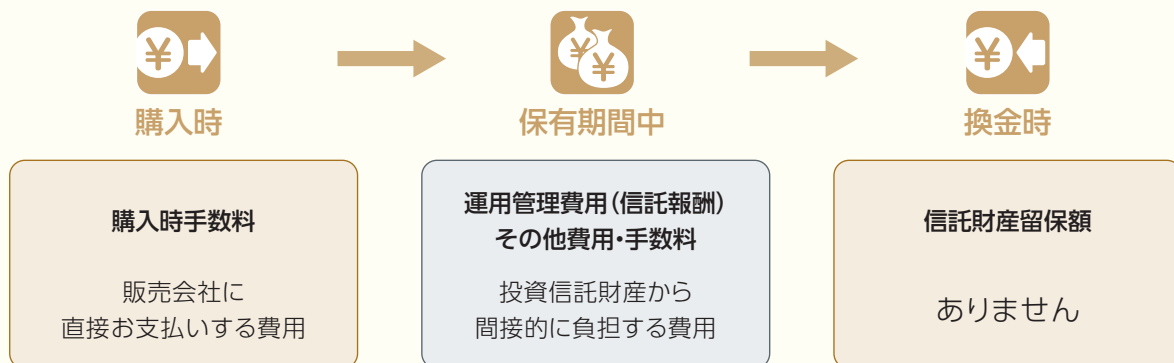 ¥
¥
¥
¥
購入時
保有期間中
換金時
購入時手数料
販売会社に
直接お支払いする費用
運用管理費用（信託報酬）
その他費用・手数料
投資信託財産から
間接的に負担する費用
信託財産留保額
ありません